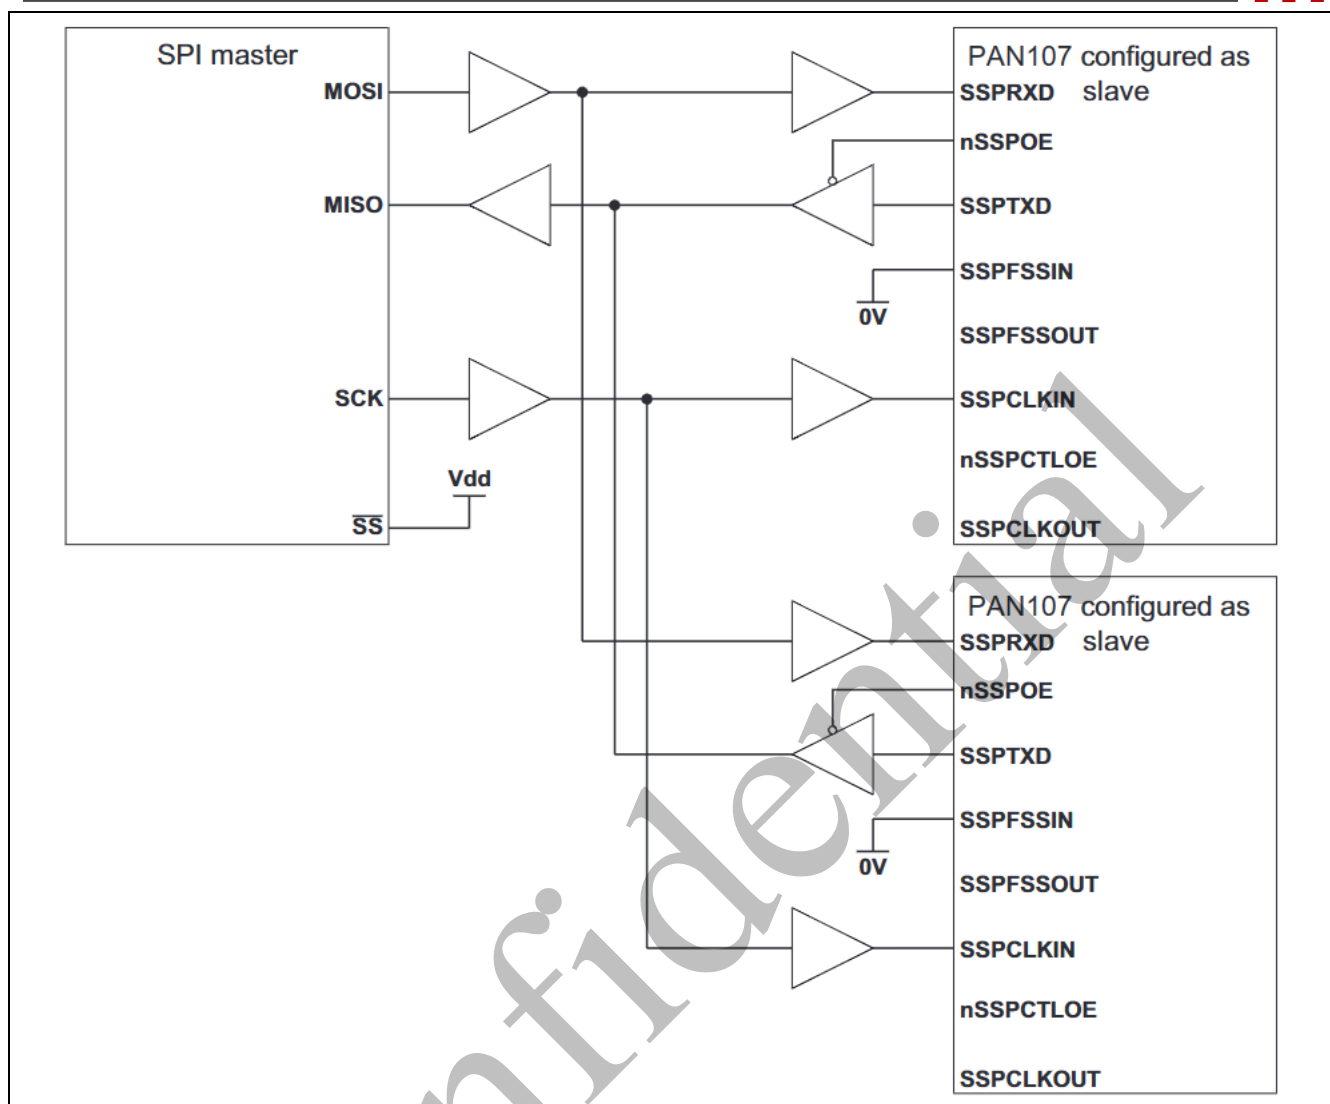 SPI master
MOSI
MISO
SCK
Vdd
SS
PAN107 configured as
SSPRXD slave
nSSPOE
SSPTXD
SSPFSSIN
0V
SSPFSSOUT
SSPCLKIN
nSSPCTLOE
SSPCLKOUT
PAN107 configured as
SSPRXD slave
nSSPOE
SSPTXD
SSPFSSIN
0V
SSPFSSOUT
SSPCLKIN
nSSPCTLOE
SSPCLKOUT
nfidential